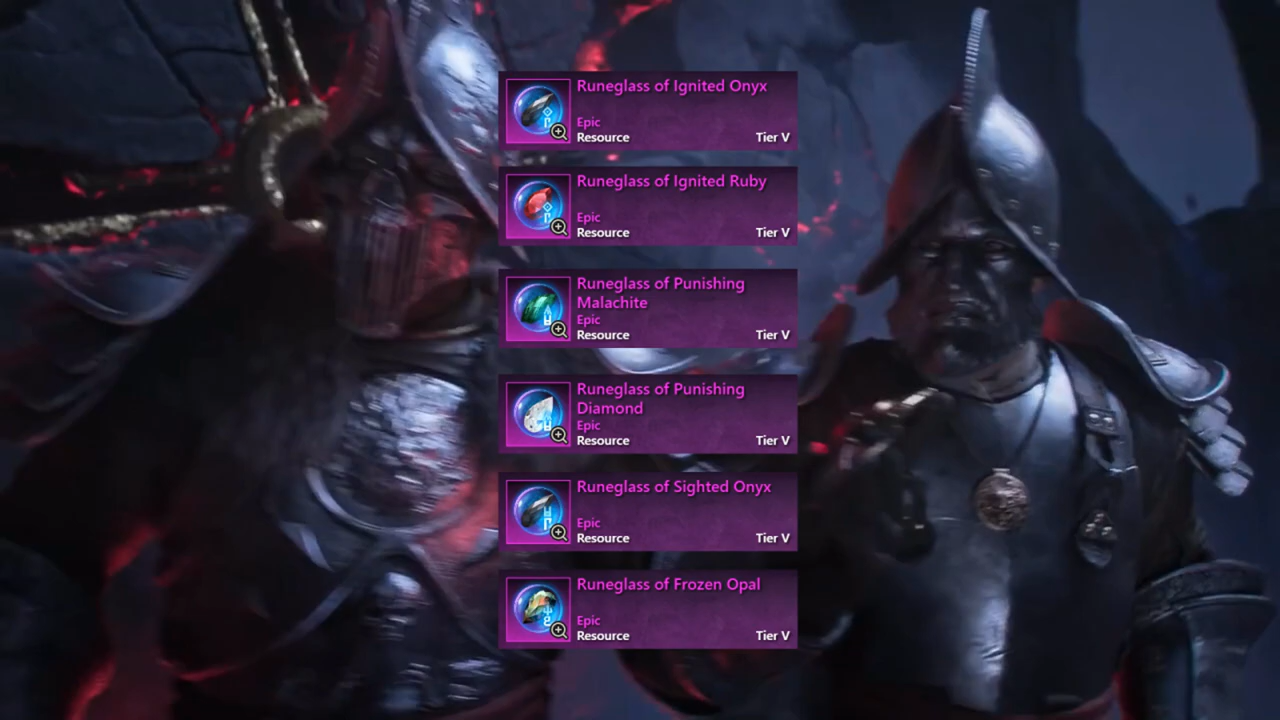 Runeglass of Ignited Onyx
Epic
Resource Tier V
Runeglass of Ignited Ruby
Epic
Resource Tier V
Runeglass of Punishing
Malachite
Epic
Resource Tier V
Runeglass of Punishing
Diamond
Epic
Resource Tier V
Runeglass of Sighted Onyx
Epic
Resource Tier V
Runeglass of Frozen Opal
Epic
Resource Tier V